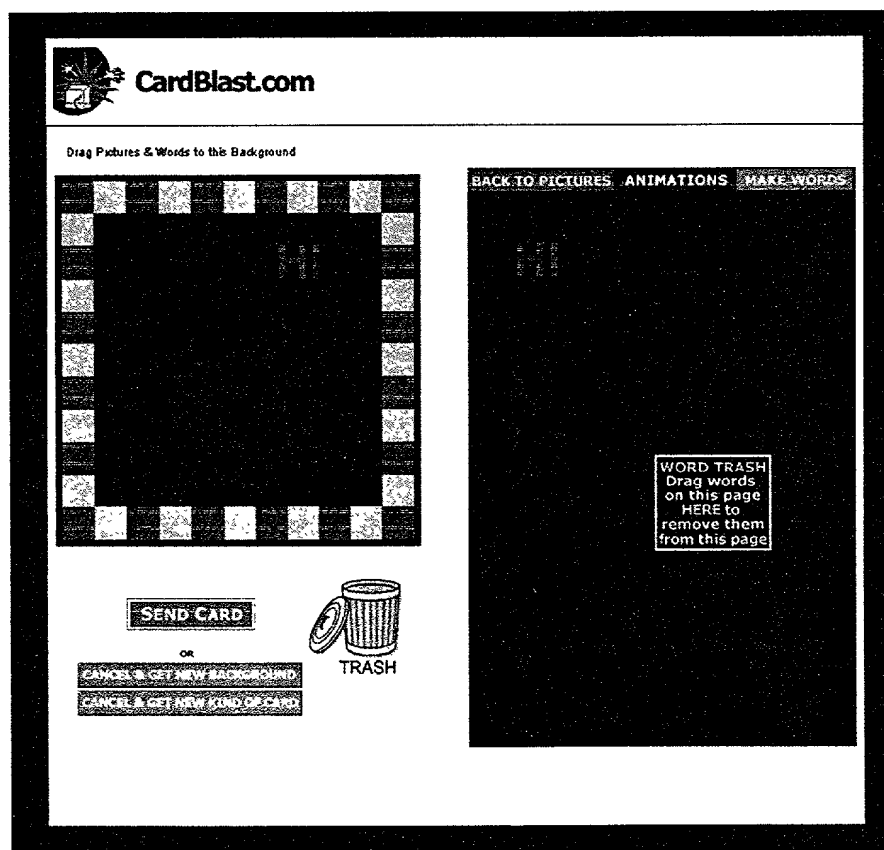 CardBlast.com
Drag Pictures & Words to this Background
BACK TO PICTURES ANIMATIONS MAKE WORDS
WORD TRASH
Drag words
on this page
HERE to
remove them
from this page
SEND CARD
OR
CANCEL & GET NEW BACKGROUND
CANCEL & GET NEW KIND OF CARD
TRASH